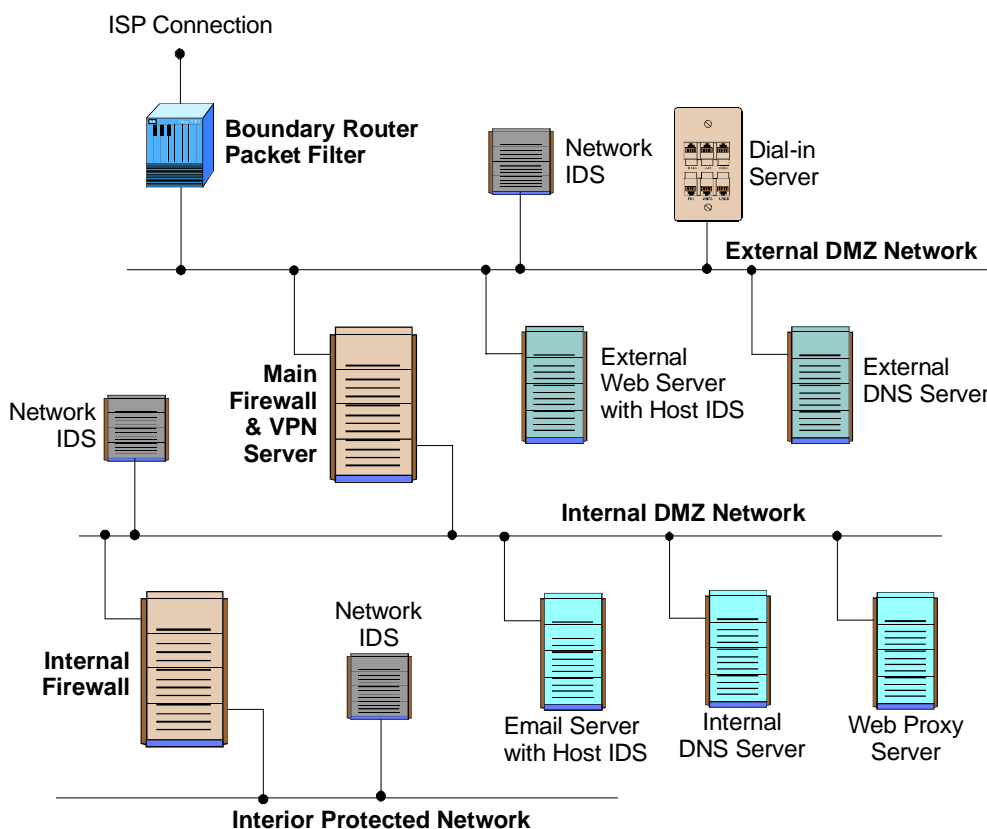 ISP Connection
Boundary Router
Packet Filter
Network
IDS
Dial-in
Server
External DMZ Network
Main
Firewall
& VPN
Server
External
Web Server
with Host IDS
External
DNS Server
Network
IDS
Internal DMZ Network
Internal
Firewall
Network
IDS
Email Server
with Host IDS
Internal
DNS Server
Web Proxy
Server
Interior Protected Network